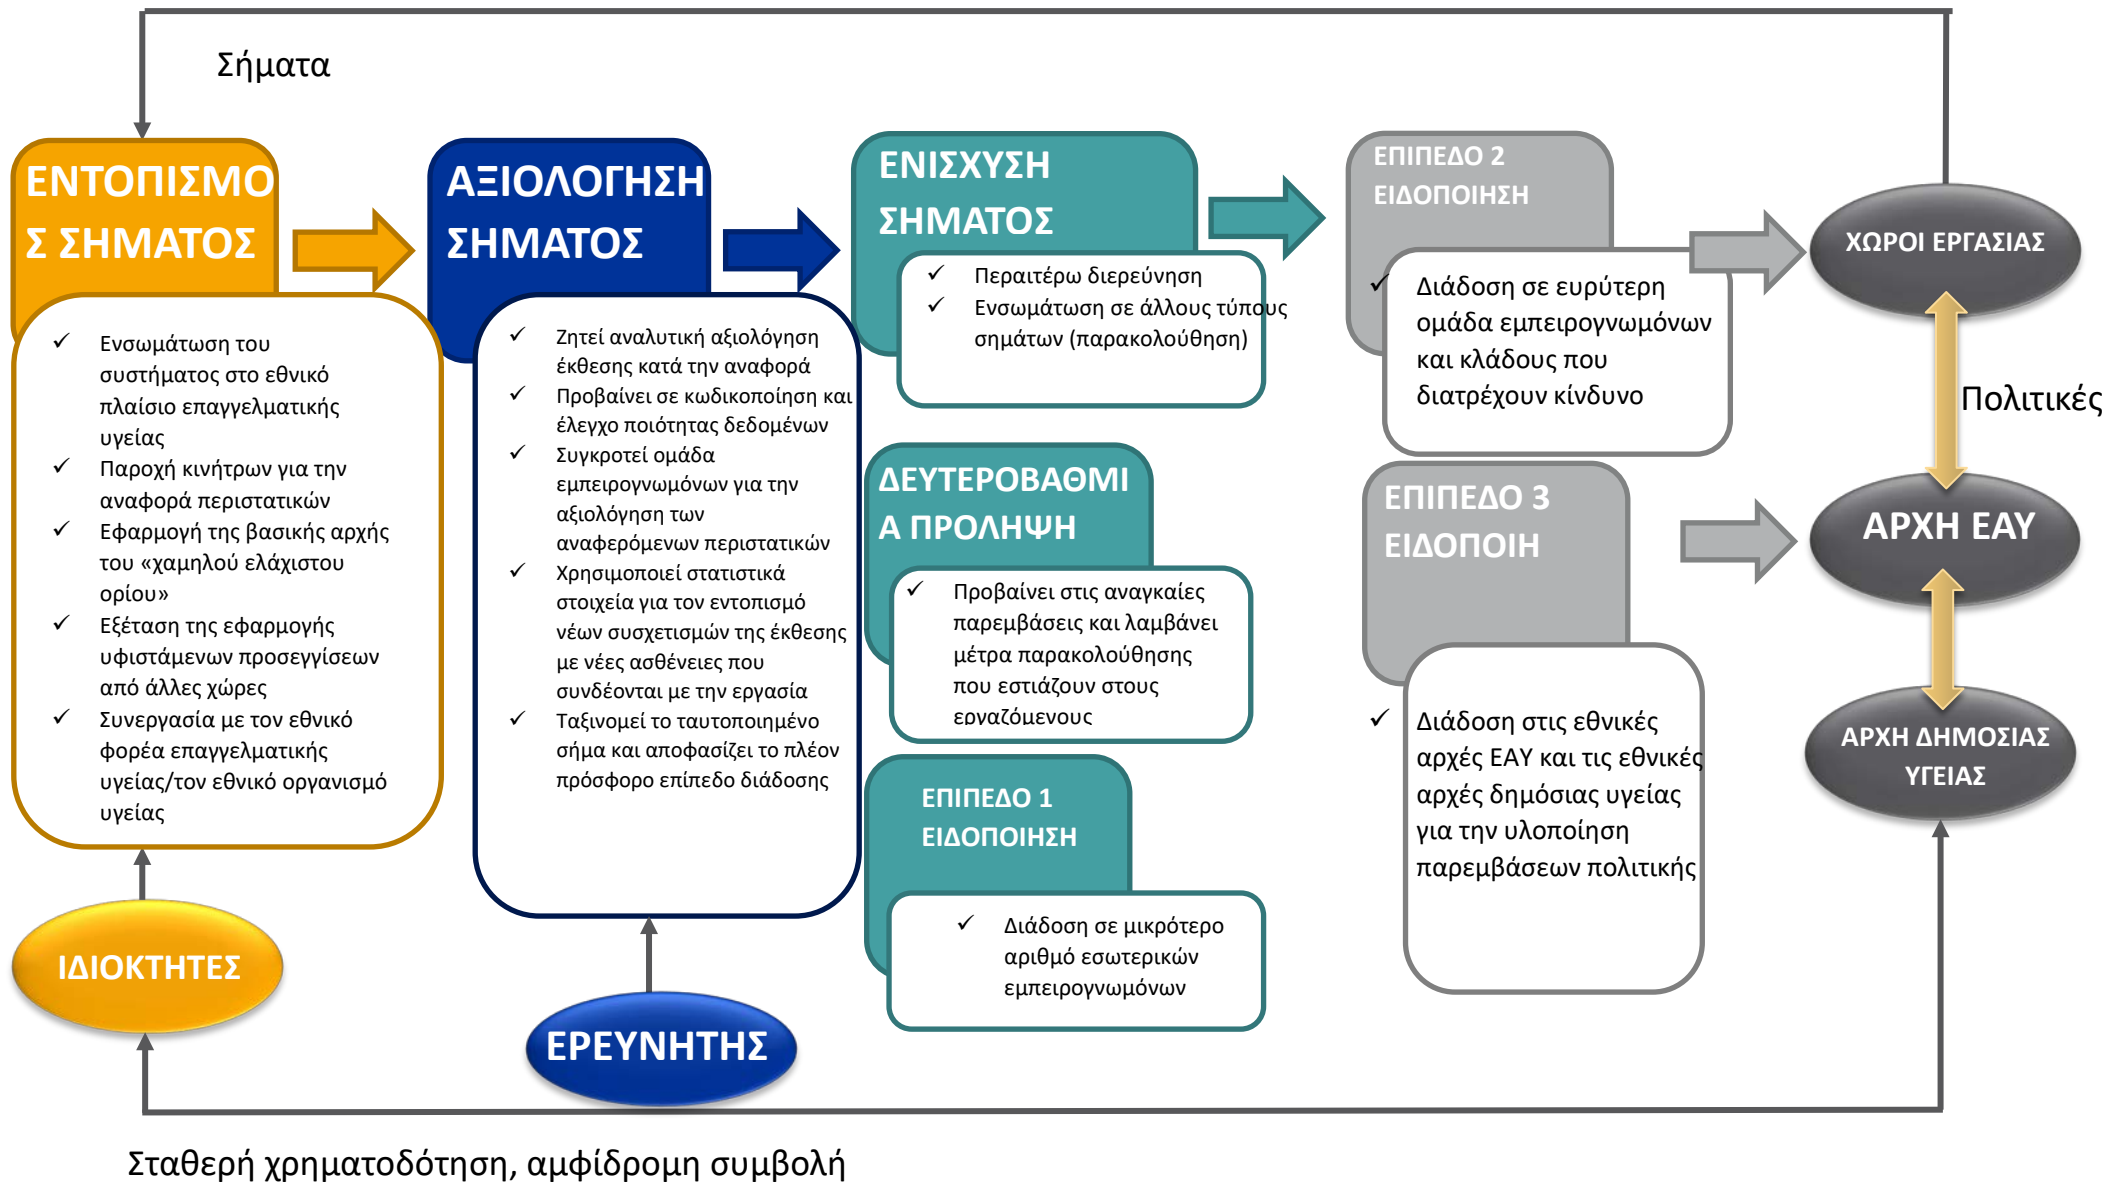 Σήματα
ΕΝΤΟΠΙΣΜΟ
Σ ΣΗΜΑΤΟΣ
Ενσωμάτωση του
συστήματος στο εθνικό
πλαίσιο επαγγελματικής
υγείας
Παροχή κινήτρων για την
αναφορά περιστατικών
Εφαρμογή της βασικής αρχής
του «χαμηλού ελάχιστου
ορίου»
Εξέταση της εφαρμογής
υφιστάμενων προσεγγίσεων
από άλλες χώρες
Συνεργασία με τον εθνικό
φορέα επαγγελματικής
υγείας/τον εθνικό οργανισμό
υγείας
ΙΔΙΟΚΤΗΤΕΣ
ΑΞΙΟΛΟΓΗΣΗ
ΣΗΜΑΤΟΣ
Ζητεί αναλυτική αξιολόγηση
έκθεσης κατά την αναφορά
Προβαίνει σε κωδικοποίηση και
έλεγχο ποιότητας δεδομένων
Συγκροτεί ομάδα
εμπειρογνωμόνων για την
αξιολόγηση των
αναφερόμενων περιστατικών
Χρησιμοποιεί στατιστικά
στοιχεία για τον εντοπισμό
νέων συσχετισμών της έκθεσης
με νέες ασθένειες που
συνδέονται με την εργασία
Ταξινομεί το ταυτοποιημένο
σήμα και αποφασίζει το πλέον
πρόσφορο επίπεδο διάδοσης
ΕΡΕΥΝΗΤΗΣ
ΕΝΙΣΧΥΣΗ
ΣΗΜΑΤΟΣ
Περαιτέρω διερεύνηση
Ενσωμάτωση σε άλλους τύπους
σημάτων (παρακολούθηση)
ΔΕΥΤΕΡΟΒΑΘΜΙ
Α ΠΡΟΛΗΨΗ
Προβαίνει στις αναγκαίες
παρεμβάσεις και λαμβάνει
μέτρα παρακολούθησης
που εστιάζουν στους
εργαζόμενους
ΕΠΙΠΕΔΟ 1
ΕΙΔΟΠΟΙΗΣΗ
Διάδοση σε μικρότερο
αριθμό εσωτερικών
εμπειρογνωμόνων
ΕΠΙΠΕΔΟ 2
ΕΙΔΟΠΟΙΗΣΗ
Διάδοση σε ευρύτερη
ομάδα εμπειρογνωμόνων
και κλάδους που
διατρέχουν κίνδυνο
ΕΠΙΠΕΔΟ 3
ΕΙΔΟΠΟΙΗ
Διάδοση στις εθνικές
αρχές ΕΑΥ και τις εθνικές
αρχές δημόσιας υγείας
για την υλοποίηση
παρεμβάσεων πολιτικής
ΧΩΡΟΙ ΕΡΓΑΣΙΑΣ
Πολιτικές
ΑΡΧΗ ΕΑΥ
ΑΡΧΗ ΔΗΜΟΣΙΑΣ
ΥΓΕΙΑΣ
Σταθερή χρηματοδότηση, αμφίδρομη συμβολή